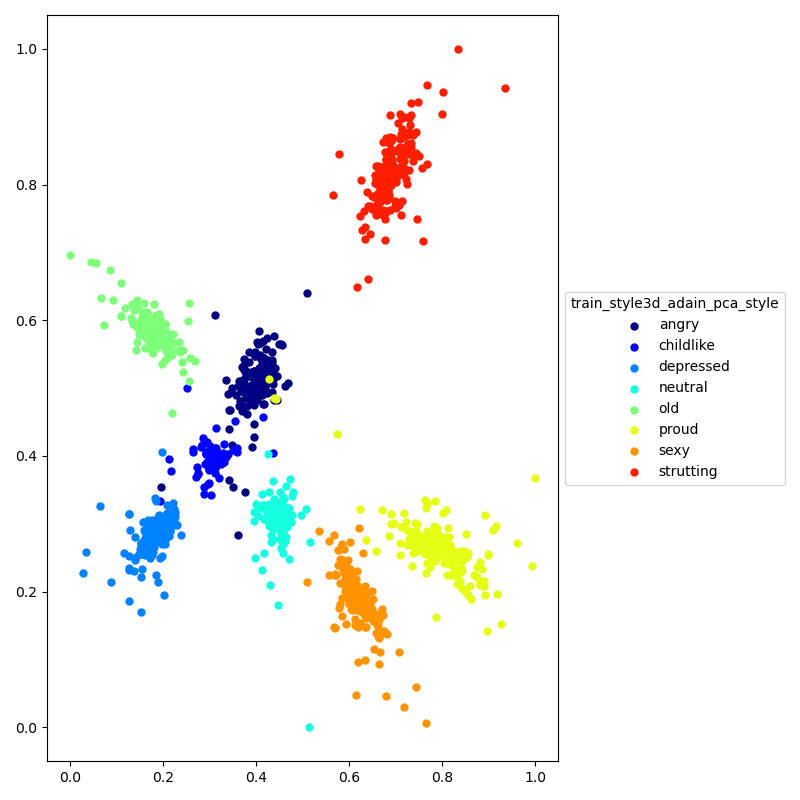 1.0
0.8
0.6
0.4
0.2
0.0
0.0 0.2 0.4 0.6 0.8 1.0
train_style3d_adain_pca_style
angry
childlike
depressed
neutral
old
proud
sexy
strutting